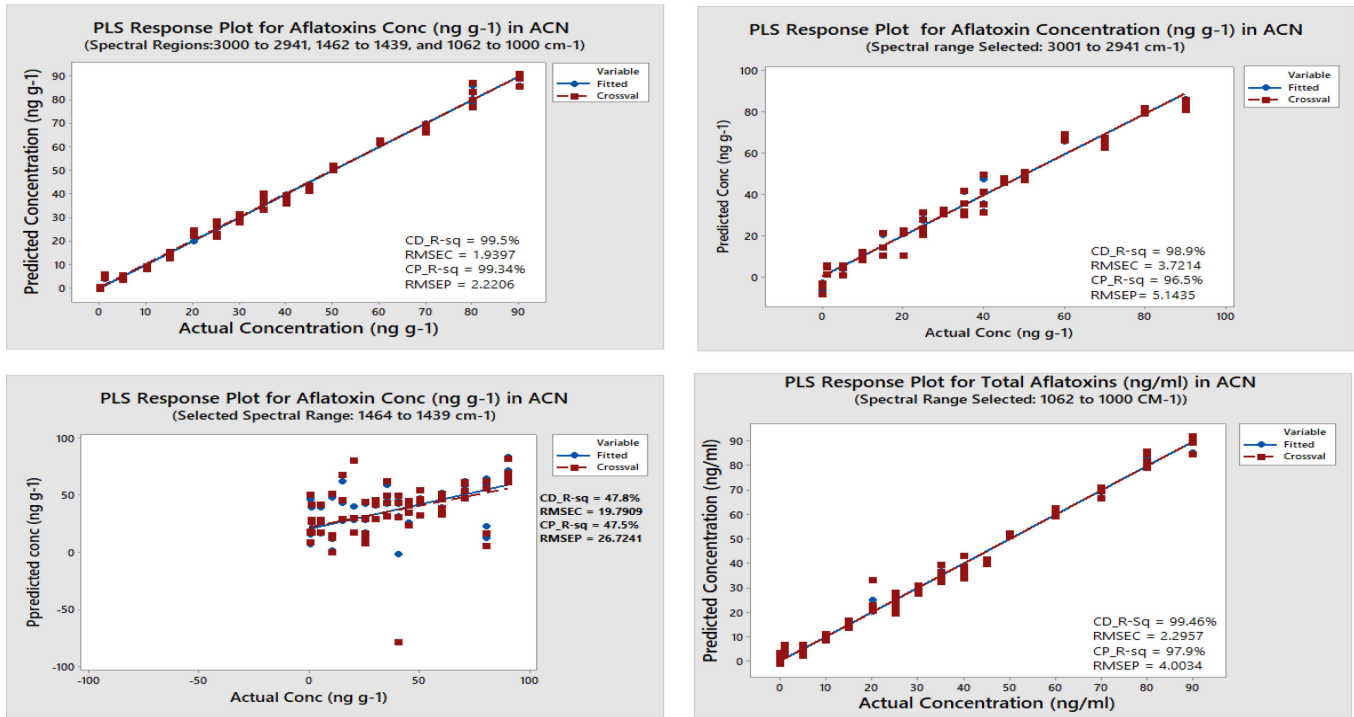 PLS Response Plot for Aflatoxins Conc (ng g-1) in ACN
(Spectral Regions:3000 to 2941, 1462 to 1439, and 1062 to 1000 cm-1)
Predicted Concentration (ng g-1)
90
80
70
60
50
40
30
20
10
0
0 10 20 30 40 50 60 70 80 90
Actual Concentration (ng g-1)
Variable
Fitted
Crossval
CD_R-sq = 99.5%
RMSEC = 1.9397
CP_R-sq = 99.34%
RMSEP = 2.2206
PLS Response Plot for Aflatoxin Concentration (ng g-1) in ACN
(Spectral range Selected: 3001 to 2941 cm-1)
Predicted Conc (ng g-1)
100
80
60
40
20
0
0 20 40 60 80 100
Actual Conc (ng g-1)
Variable
Fitted
Crossval
CD_R-sq = 98.9%
RMSEC = 3.7214
CP_R-sq = 96.5%
RMSEP= 5.1435
PLS Response Plot for Aflatoxin Conc (ng g-1) in ACN
(Selected Spectral Range: 1464 to 1439 cm-1)
Ppredicted conc (ng g-1)
100
50
0
-50
-100
-100 -50 0 50 100
Actual Conc (ng g-1)
Variable
Fitted
Crossval
CD_R-sq = 47.8%
RMSEC = 19.7909
CP_R-sq = 47.5%
RMSEP = 26.7241
PLS Response Plot for Total Aflatoxins (ng/ml) in ACN
(Spectral Range Selected: 1062 to 1000 CM-1))
Predicted Concentration (ng/ml)
90
80
70
60
50
40
30
20
10
0
0 10 20 30 40 50 60 70 80 90
Actual Concentration (ng/ml)
Variable
Fitted
Crossval
CD_R-Sq = 99.46%
RMSEC = 2.2957
CP_R-sq = 97.9%
RMSEP = 4.0034